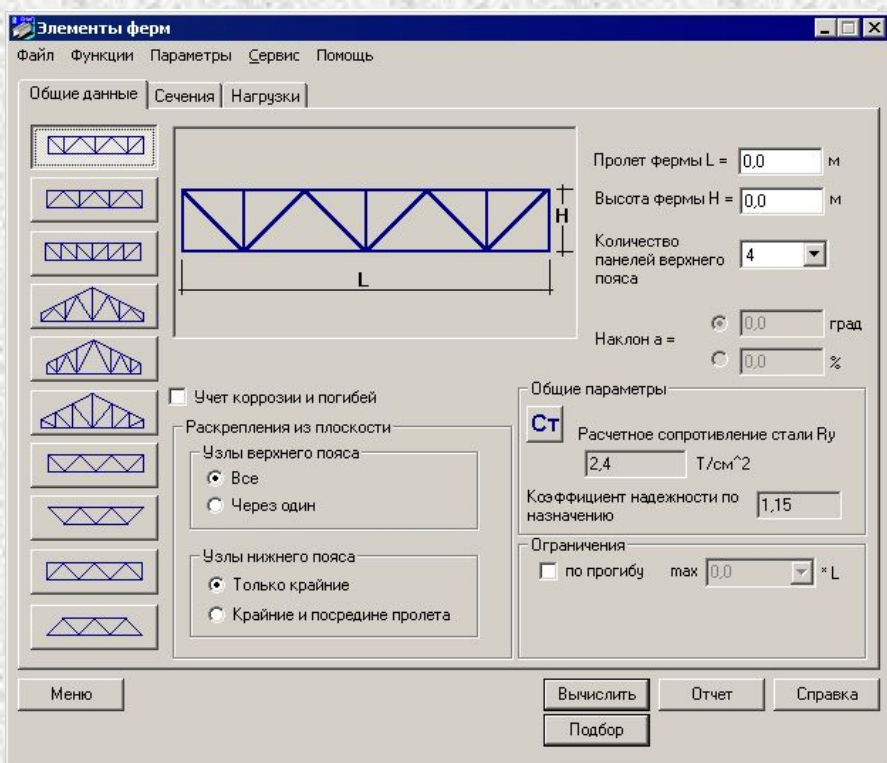 Элементы ферм
Файл Функции Параметры Сервис Помощь
Общие данные Сечения Нагрузки
H
L
Пролет фермы L = 0,0 м
Высота фермы H = 0,0 м
Количество
панелей верхнего
пояса
4
Наклон a =
0,0 град
0,0 %
Учет коррозии и погибей
Раскрепления из плоскости
Узлы верхнего пояса
Все
Через один
Узлы нижнего пояса
Только крайние
Крайние и посредине пролета
Общие параметры
Ст
Расчетное сопротивление стали Ry
2,4 Т/см^2
Коэффициент надежности по
назначению
1,15
Ограничения
по прогибу max 0,0 * L
Меню Вычислить Отчет Справка
Подбор